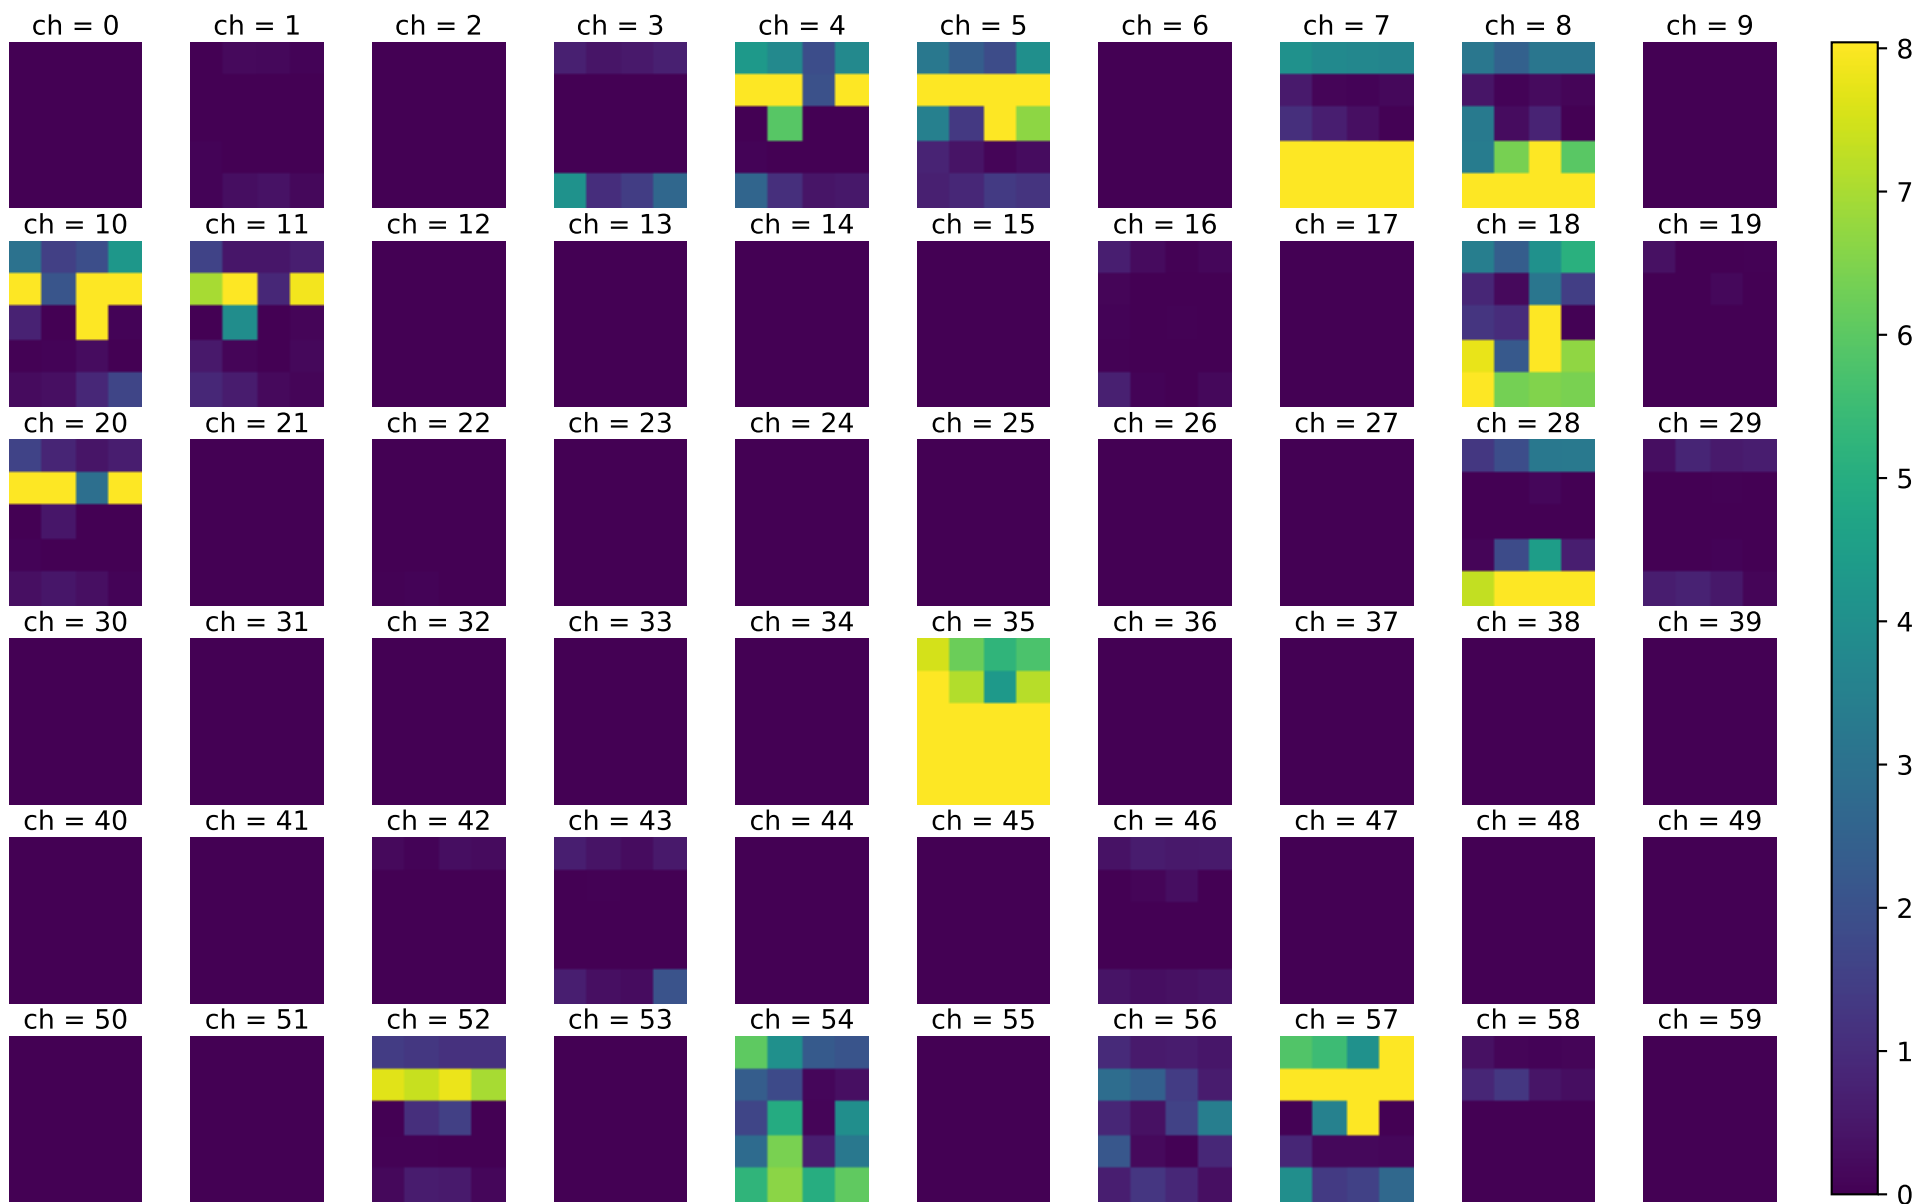 ch = 0 ch = 1 ch = 2 ch = 3 ch = 4 ch = 5 ch = 6 ch = 7 ch = 8 ch = 9
ch = 10 ch = 11 ch = 12 ch = 13 ch = 14 ch = 15 ch = 16 ch = 17 ch = 18 ch = 19
ch = 20 ch = 21 ch = 22 ch = 23 ch = 24 ch = 25 ch = 26 ch = 27 ch = 28 ch = 29
ch = 30 ch = 31 ch = 32 ch = 33 ch = 34 ch = 35 ch = 36 ch = 37 ch = 38 ch = 39
ch = 40 ch = 41 ch = 42 ch = 43 ch = 44 ch = 45 ch = 46 ch = 47 ch = 48 ch = 49
ch = 50 ch = 51 ch = 52 ch = 53 ch = 54 ch = 55 ch = 56 ch = 57 ch = 58 ch = 59
8
7
6
5
4
3
2
1
0